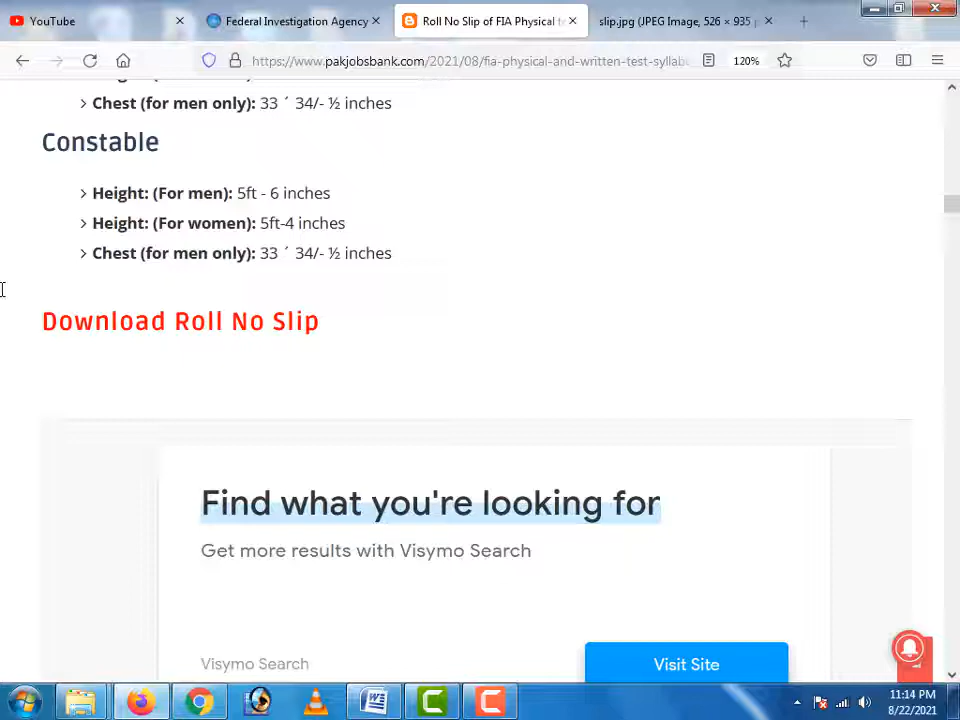 YouTube
Federal Investigation Agency
Roll No Slip of FIA Physical t
slip.jpg (JPEG Image, 526 × 935 p
https://www.pakjobsbank.com/2021/08/fia-physical-and-written-test-syllab
120%
Chest (for men only): 33 ´ 34/- ½ inches
Constable
Height: (For men): 5ft - 6 inches
Height: (For women): 5ft-4 inches
Chest (for men only): 33 ´ 34/- ½ inches
Download Roll No Slip
Find what you're looking for
Get more results with Visymo Search
Visymo Search
Visit Site
11:14 PM
8/22/2021